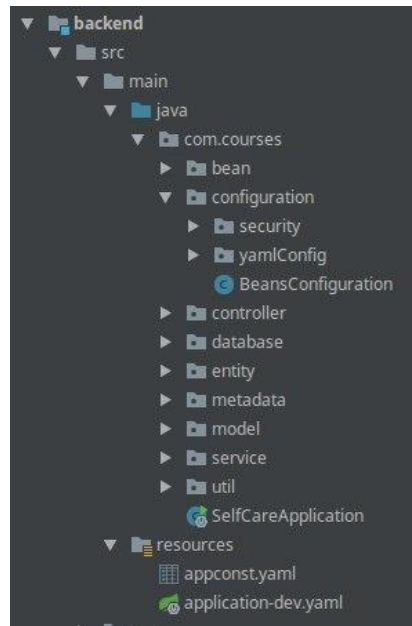 backend
src
main
java
com.courses
bean
configuration
security
yamlConfig
BeansConfiguration
controller
database
entity
metadata
model
service
util
SelfCareApplication
resources
appconst.yaml
application-dev.yaml